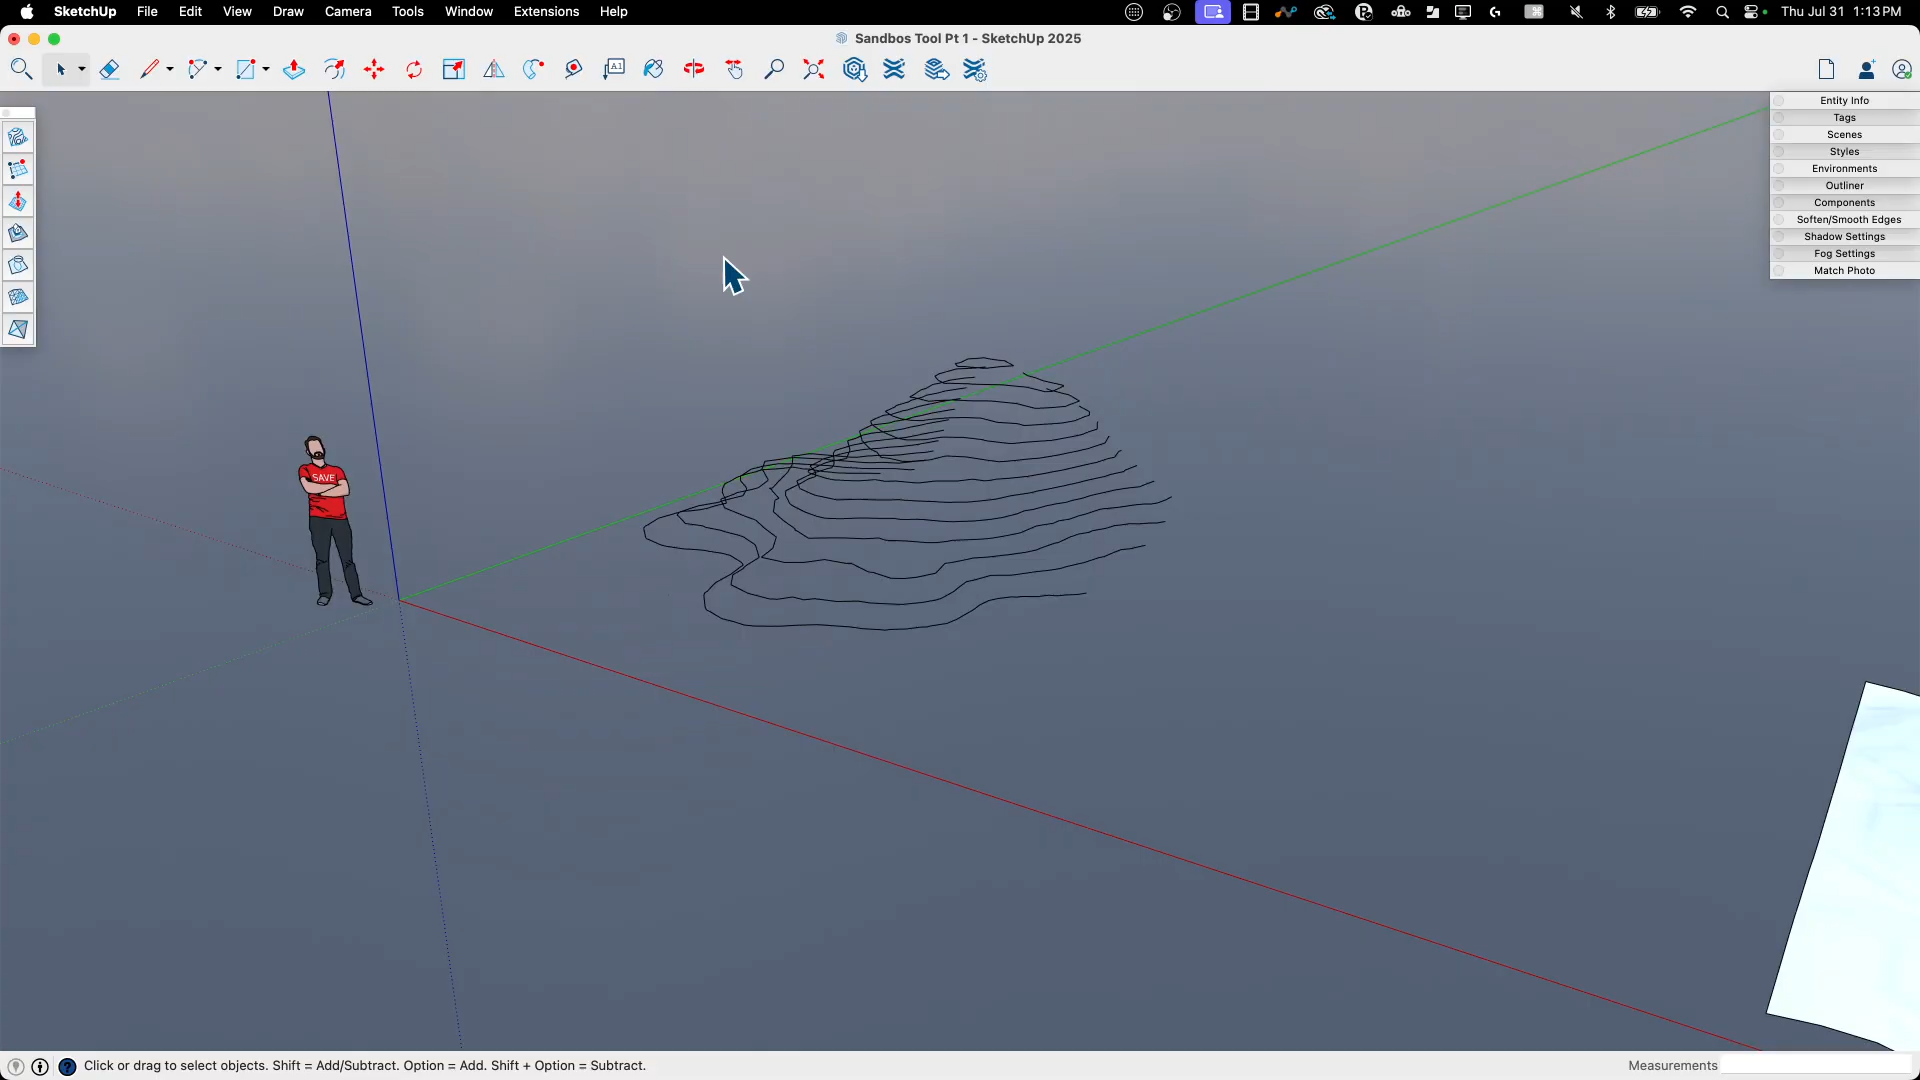 SketchUp File Edit View Draw Camera Tools Window Extensions Help Thu Jul 31 1:13 PM
Sandbos Tool Pt 1 - SketchUp 2025
A1
Entity Info
Tags
Scenes
Styles
Environments
Outliner
Components
Soften/Smooth Edges
Shadow Settings
Fog Settings
Match Photo
SAVE
Click or drag to select objects. Shift = Add/Subtract. Option = Add. Shift + Option = Subtract. Measurements